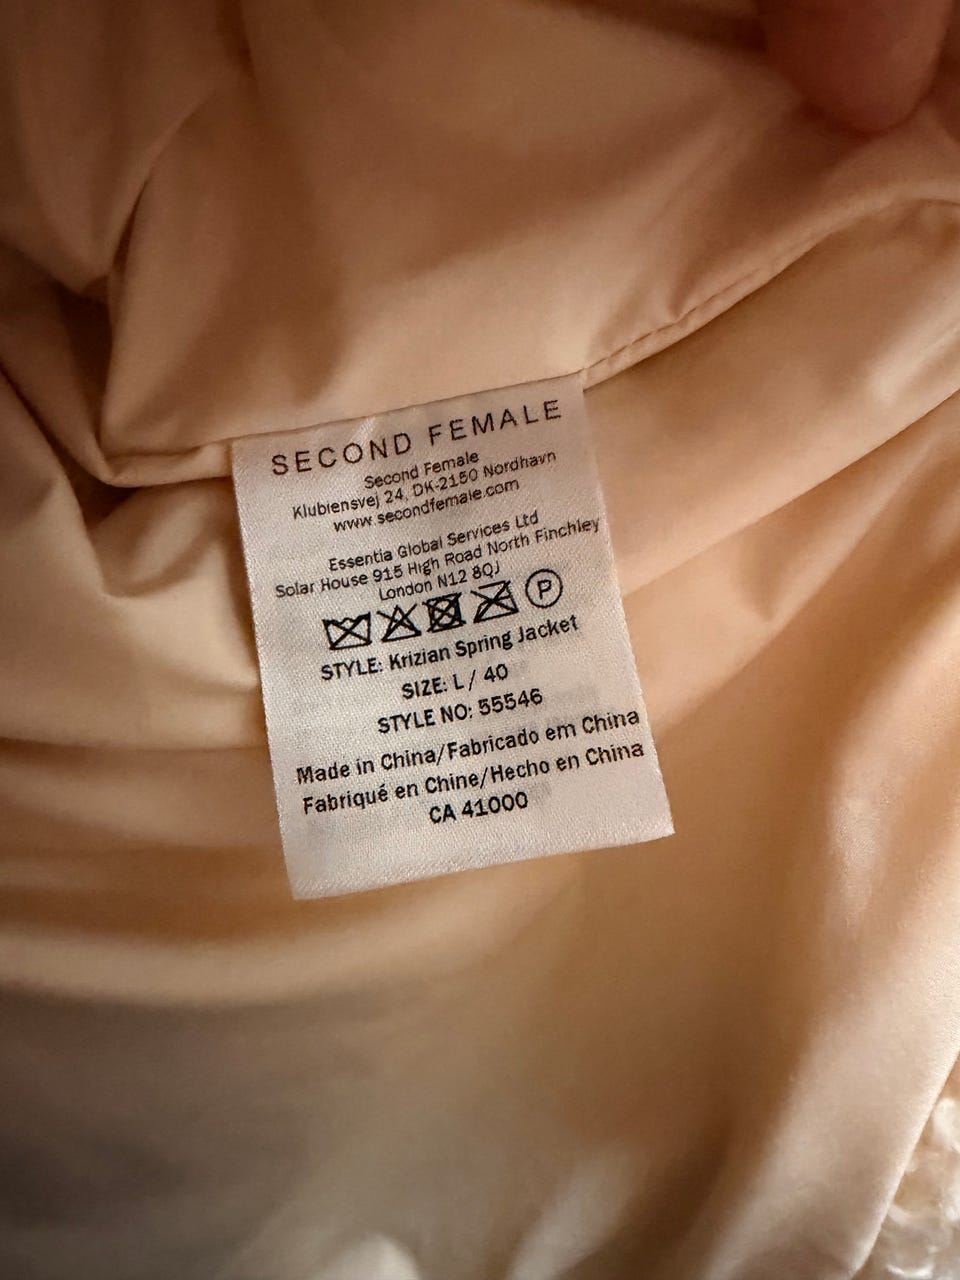 SECOND FEMALE
Second Female
Klubiensvej 24, DK-2150 Nordhavn
www.secondfemale.com
Essentia Global Services Ltd
Solar House 915 High Road North Finchley
London N12 8QJ
P
STYLE: Krizian Spring Jacket
SIZE: L / 40
STYLE NO: 55546
Made in China/Fabricado em China
Fabriqué en Chine/Hecho en China
CA 41000